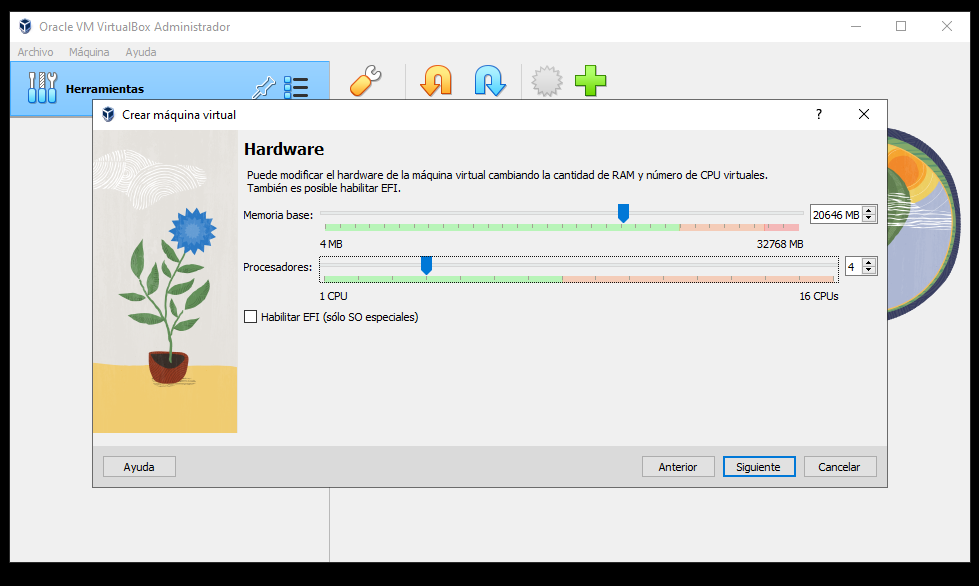 Oracle VM VirtualBox Administrador
Archivo Máquina Ayuda
Herramientas
Crear máquina virtual
?
Hardware
Puede modificar el hardware de la máquina virtual cambiando la cantidad de RAM y número de CPU virtuales.
También es posible habilitar EFI.
Memoria base: 20646 MB
4 MB 32768 MB
Procesadores: 4
1 CPU 16 CPUs
Habilitar EFI (sólo SO especiales)
Ayuda Anterior Siguiente Cancelar